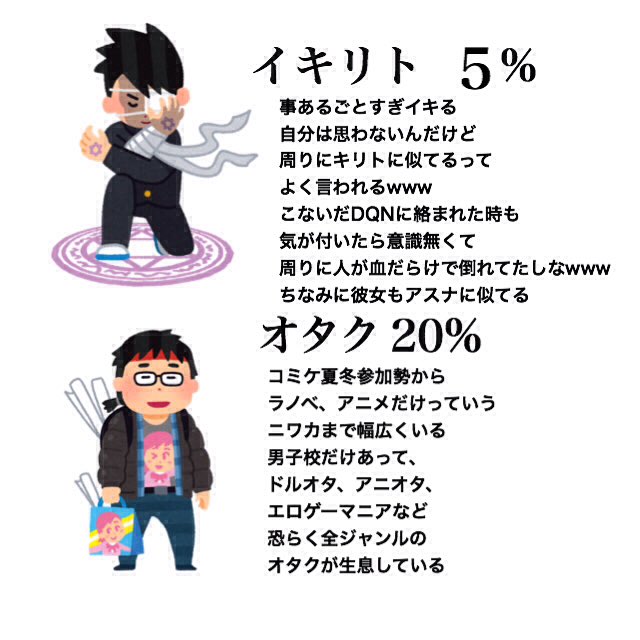 イキリト 5%
事あるごとすぎイキる
自分は思わないんだけど
周りにキリトに似てるって
よく言われるwww
こないだDQNに絡まれた時も
気が付いたら意識無くて
周りに人が血だらけで倒れてたしなwww
ちなみに彼女もアスナに似てる
オタク 20%
コミケ夏冬参加勢から
ラノベ、アニメだけっていう
ニワカまで幅広くいる
男子校だけあって、
ドルオタ、アニオタ、
エロゲーマニアなど
恐らく全ジャンルの
オタクが生息している